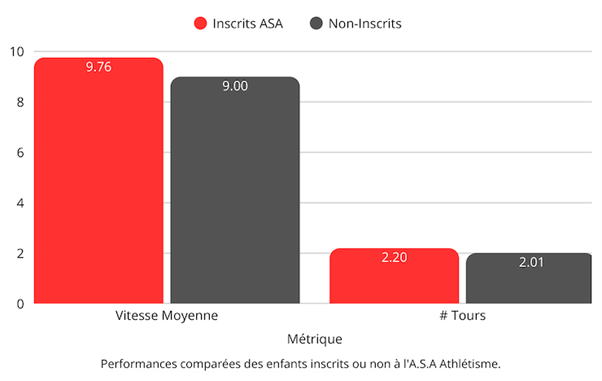 Inscrits ASA Non-Inscrits
10
9.76
9.00
8
6
4
2.20
2.01
2
0
Vitesse Moyenne # Tours
Métrique
Performances comparées des enfants inscrits ou non à l'A.S.A Athlétisme.